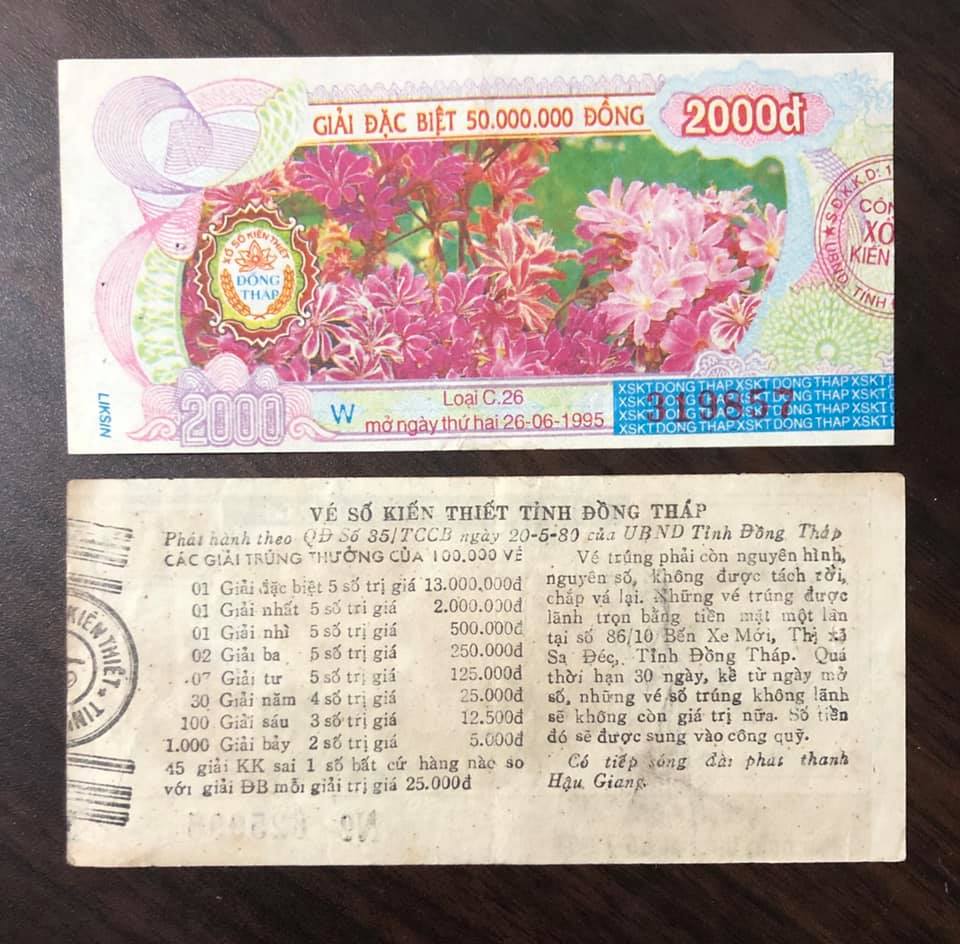 GIẢI ĐẶC BIỆT 50.000.000 ĐỒNG
2000đ
XỔ SỐ KIẾN THIẾT
ĐỒNG
THÁP
★S.Đ.K.K.D: 1
CÔN
XỔ
KIẾN
TỈNH
LIKSIN
2000
W
Loại C.26
mở ngày thứ hai 26-06-1995
XSKT DONG THAP XSKT DONG THAP XSKT D
319857
VÉ SỐ KIẾN THIẾT TỈNH ĐỒNG THÁP
Phát hành theo QĐ Số 35/TCCB ngày 20-5-80 của UBND Tỉnh Đồng Tháp
CÁC GIẢI TRÚNG THƯỞNG CỦA 100.000 VÉ
01 Giải đặc biệt 5 số trị giá 13.000.000đ
01 Giải nhất 5 số trị giá 2.000.000đ
01 Giải nhì 5 số trị giá 500.000đ
02 Giải ba 5 số trị giá 250.000đ
07 Giải tư 5 số trị giá 125.000đ
30 Giải năm 4 số trị giá 25.000đ
100 Giải sáu 3 số trị giá 12.500đ
1.000 Giải bảy 2 số trị giá 5.000đ
45 giải KK sai 1 số bất cứ hàng nào so
với giải ĐB mỗi giải trị giá 25.000đ
Vé trúng phải còn nguyên hình,
nguyên số, không được tách rời,
chắp vá lại. Những vé trúng được
lãnh trọn bằng tiền mặt một lần
tại số 86/10 Bến Xe Mới, Thị xã
Sa Đéc, Tỉnh Đồng Tháp. Quá
thời hạn 30 ngày, kể từ ngày mở
số, những vé số trúng không lãnh
sẽ không còn giá trị nữa. Số tiền
đó sẽ được sung vào công quỹ.
Có tiếp sóng đài phát thanh
Hậu Giang.
KIẾN THIẾT ★ TỈNH
Nº